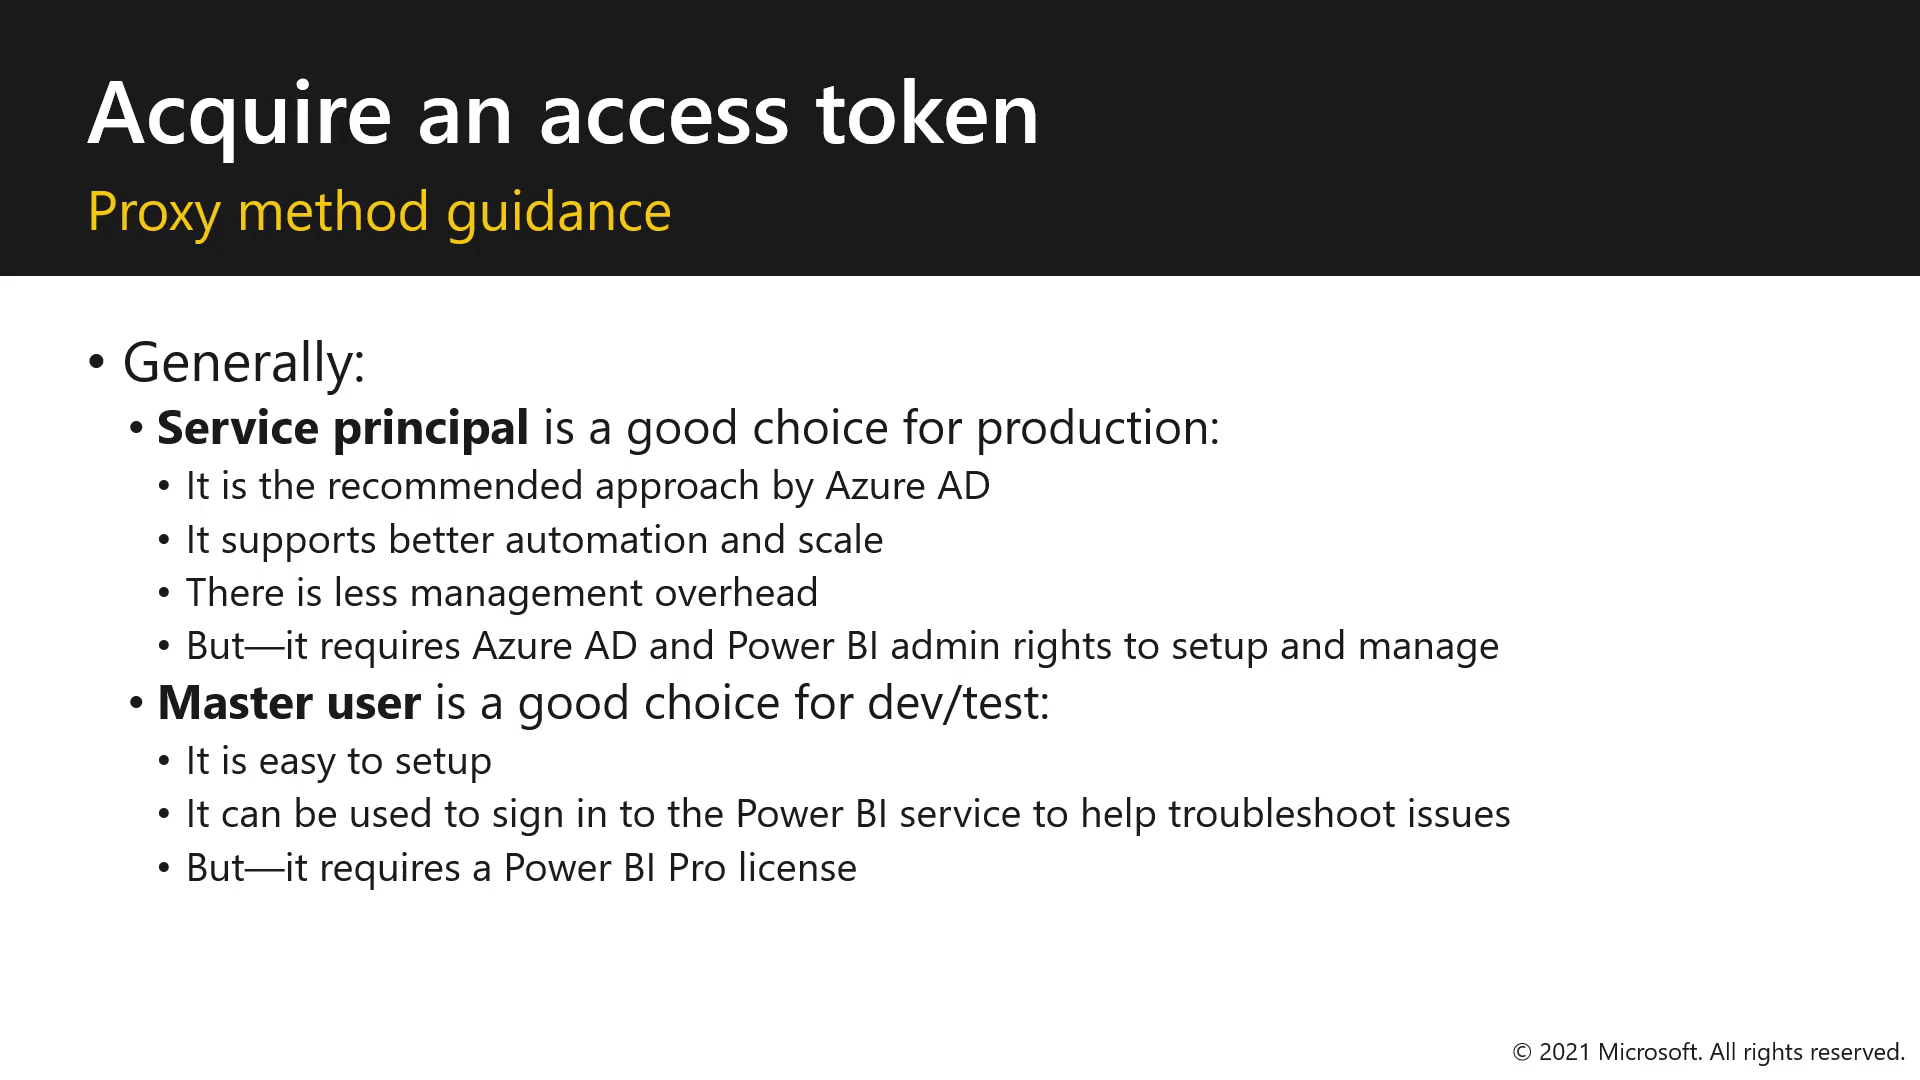 Acquire an access token
Proxy method guidance
• Generally:
• Service principal is a good choice for production:
• It is the recommended approach by Azure AD
• It supports better automation and scale
• There is less management overhead
• But—it requires Azure AD and Power BI admin rights to setup and manage
• Master user is a good choice for dev/test:
• It is easy to setup
• It can be used to sign in to the Power BI service to help troubleshoot issues
• But—it requires a Power BI Pro license
© 2021 Microsoft. All rights reserved.